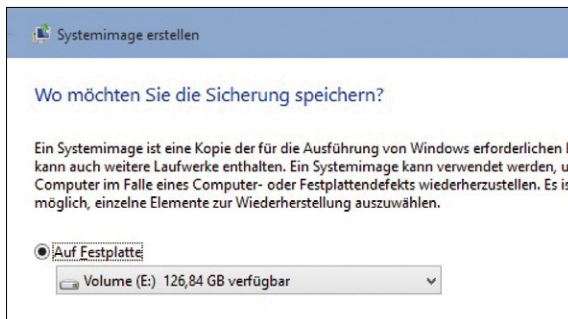 Systemimage erstellen
Wo möchten Sie die Sicherung speichern?
Ein Systemimage ist eine Kopie der für die Ausführung von Windows erforderlichen
kann auch weitere Laufwerke enthalten. Ein Systemimage kann verwendet werden, u
Computer im Falle eines Computer- oder Festplattendefekts wiederherzustellen. Es is
möglich, einzelne Elemente zur Wiederherstellung auszuwählen.
Auf Festplatte
Volume (E:) 126,84 GB verfügbar